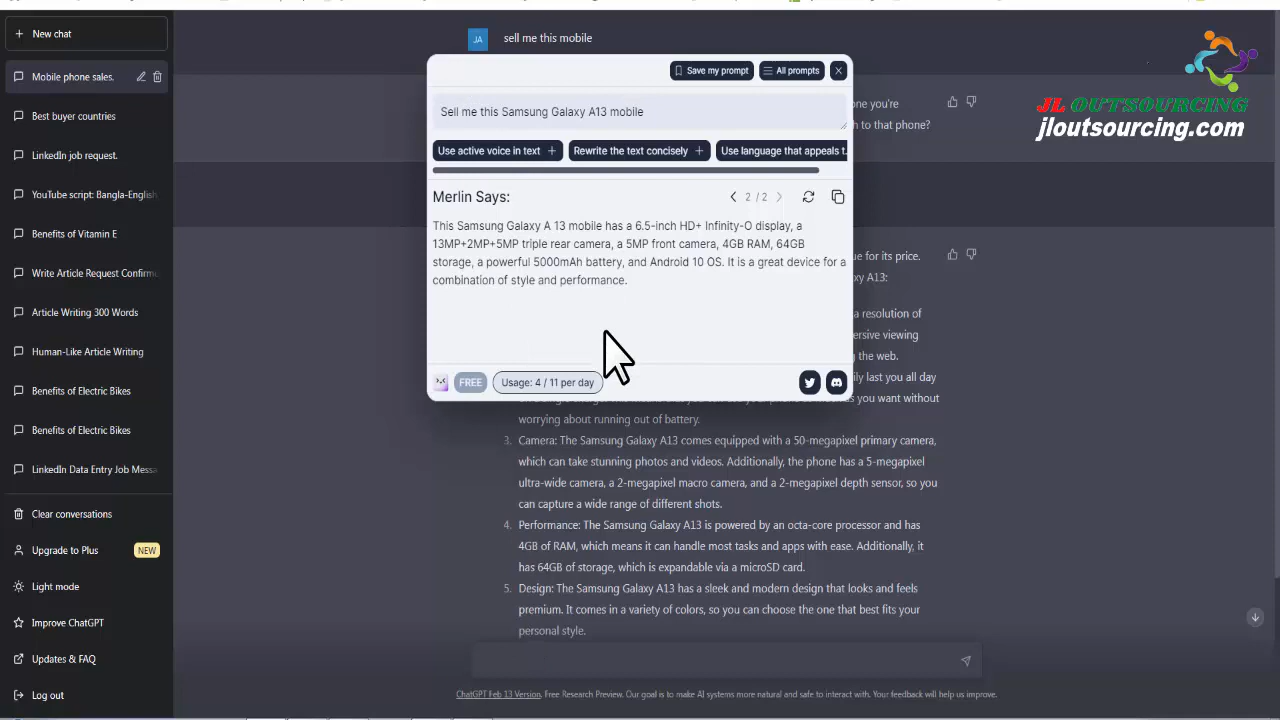 New chat
Mobile phone sales.
Best buyer countries
LinkedIn job request.
YouTube script: Bangla-English
Benefits of Vitamin E
Write Article Request Confirm
Article Writing 300 Words
Human-Like Article Writing
Benefits of Electric Bikes
Benefits of Electric Bikes
LinkedIn Data Entry Job Messa
Clear conversations
Upgrade to Plus NEW
Light mode
Improve ChatGPT
Updates & FAQ
Log out
JA sell me this mobile
one you're
to that phone?
Save my prompt All prompts
Sell me this Samsung Galaxy A13 mobile
Use active voice in text + Rewrite the text concisely + Use language that appeals t
Merlin Says: 2 / 2
This Samsung Galaxy A 13 mobile has a 6.5-inch HD+ Infinity-O display, a
13MP+2MP+5MP triple rear camera, a 5MP front camera, 4GB RAM, 64GB
storage, a powerful 5000mAh battery, and Android 10 OS. It is a great device for a
combination of style and performance.
FREE Usage: 4 / 11 per day
ue for its price.
xy A13:
a resolution of
ersive viewing
g the web.
ily last you all day
you want without
worrying about running out of battery.
3. Camera: The Samsung Galaxy A13 comes equipped with a 50-megapixel primary camera,
which can take stunning photos and videos. Additionally, the phone has a 5-megapixel
ultra-wide camera, a 2-megapixel macro camera, and a 2-megapixel depth sensor, so you
can capture a wide range of different shots.
4. Performance: The Samsung Galaxy A13 is powered by an octa-core processor and has
4GB of RAM, which means it can handle most tasks and apps with ease. Additionally, it
has 64GB of storage, which is expandable via a microSD card.
5. Design: The Samsung Galaxy A13 has a sleek and modern design that looks and feels
premium. It comes in a variety of colors, so you can choose the one that best fits your
personal style.
ChatGPT Feb 13 Version. Free Research Preview. Our goal is to make AI systems more natural and safe to interact with. Your feedback will help us improve.
JL OUTSOURCING
jloutsourcing.com